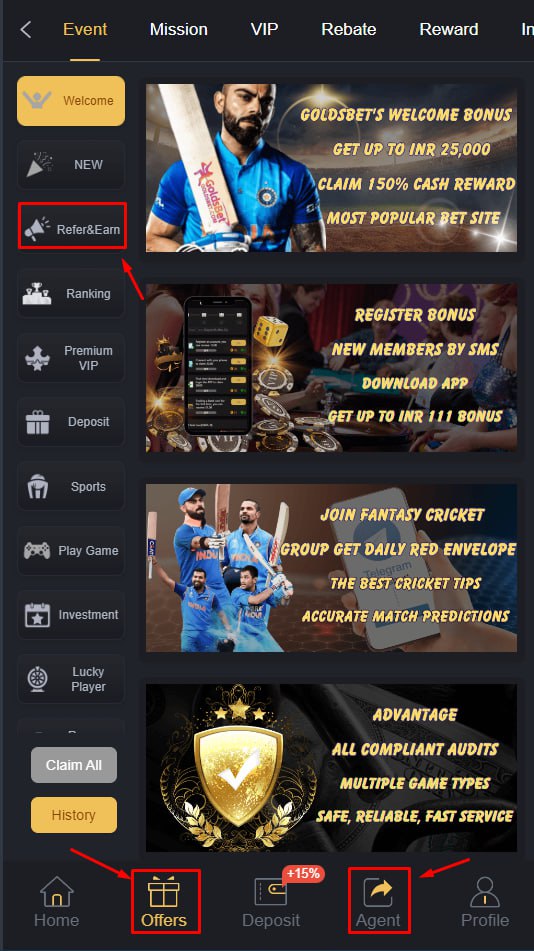 Event Mission VIP Rebate Reward In
Welcome
NEW
Refer&Earn
Ranking
Premium
VIP
Deposit
Sports
Play Game
Investment
Lucky
Player
Claim All
History
GOLDSBET'S WELCOME BONUS
GET UP TO INR 25,000
CLAIM 150% CASH REWARD
MOST POPULAR BET SITE
GoldsBet
REGISTER BONUS
NEW MEMBERS BY SMS
DOWNLOAD APP
GET UP TO INR 111 BONUS
JOIN FANTASY CRICKET
GROUP GET DAILY RED ENVELOPE
THE BEST CRICKET TIPS
ACCURATE MATCH PREDICTIONS
Telegram
INDIA
INDIA
ADVANTAGE
ALL COMPLIANT AUDITS
MULTIPLE GAME TYPES
SAFE, RELIABLE, FAST SERVICE
+15%
Home Offers Deposit Agent Profile